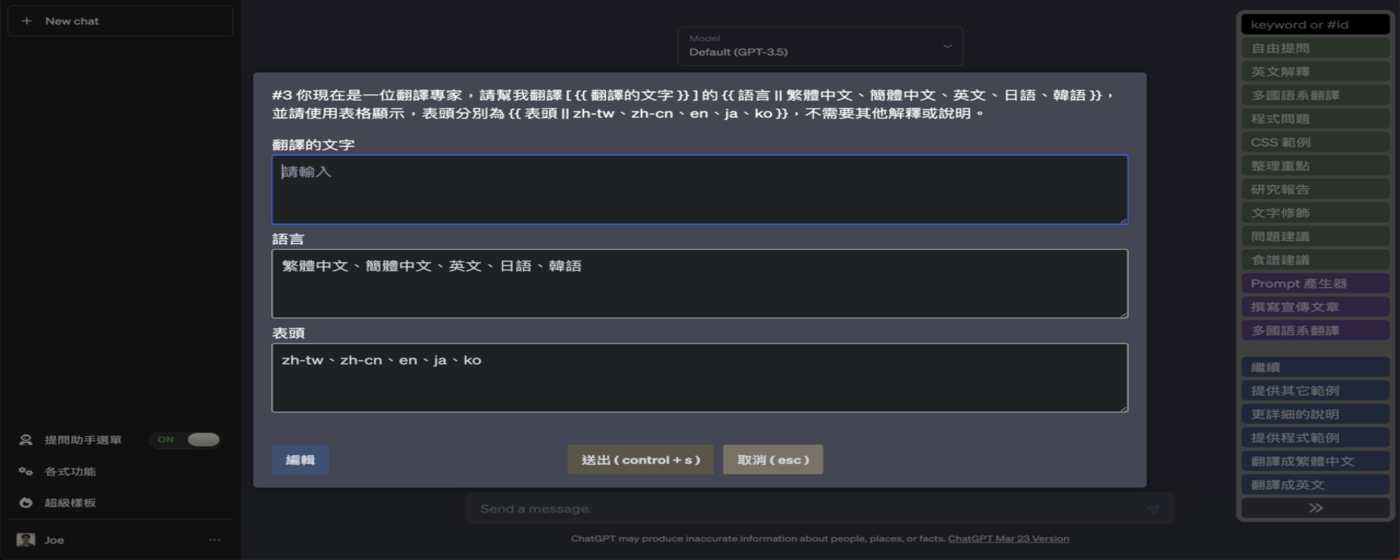 + New chat
Model
Default (GPT-3.5)
#3 你現在是一位翻譯專家，請幫我翻譯 [ {{ 翻譯的文字 }} ] 的 {{ 語言 || 繁體中文、簡體中文、英文、日語、韓語 }}，
並請使用表格顯示，表頭分別為 {{ 表頭 || zh-tw、zh-cn、en、ja、ko }}，不需要其他解釋或說明。
翻譯的文字
請輸入
語言
繁體中文、簡體中文、英文、日語、韓語
表頭
zh-tw、zh-cn、en、ja、ko
編輯
送出 ( control + s )
取消 ( esc )
提問助手選單 ON
各式功能
超級樣板
Joe ...
Send a message.
ChatGPT may produce inaccurate information about people, places, or facts. ChatGPT Mar 23 Version
keyword or #id
自由提問
英文解釋
多國語系翻譯
程式問題
CSS 範例
整理重點
研究報告
文字修飾
問題建議
食譜建議
Prompt 產生器
撰寫宣傳文章
多國語系翻譯
繼續
提供其它範例
更詳細的說明
提供程式範例
翻譯成繁體中文
翻譯成英文